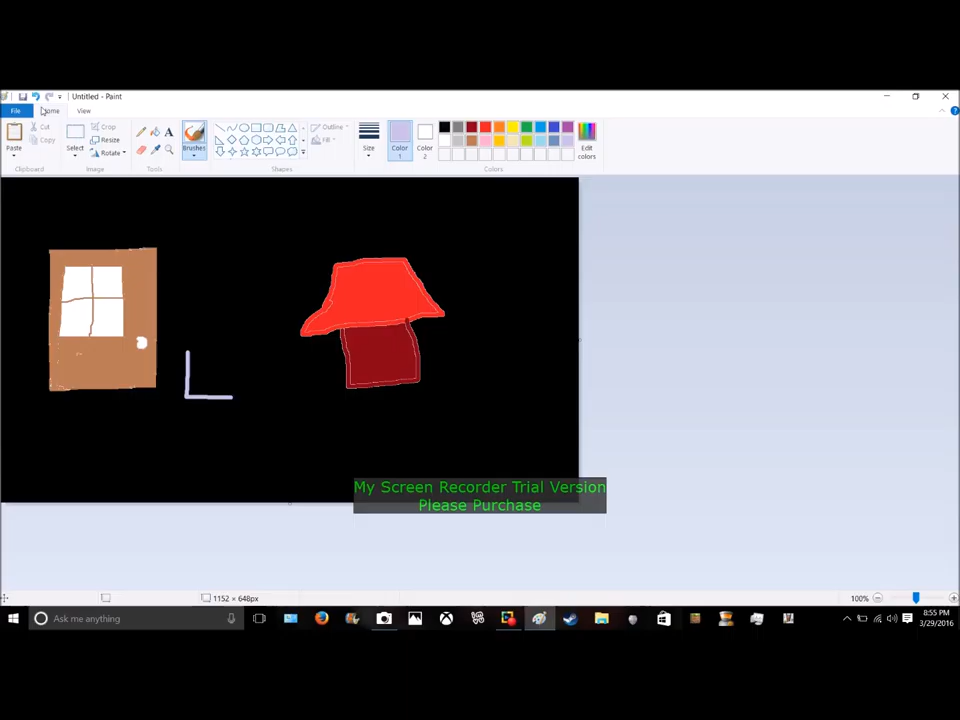 Untitled - Paint
File
Home
View
Paste
Cut
Copy
Clipboard
Select
Crop
Resize
Rotate
Image
A
Tools
Brushes
Outline
Fill
Shapes
Size
Color 1
Color 2
Edit colors
Colors
L
My Screen Recorder Trial Version
Please Purchase
1152 × 648px
100%
Ask me anything
8:55 PM
3/29/2016